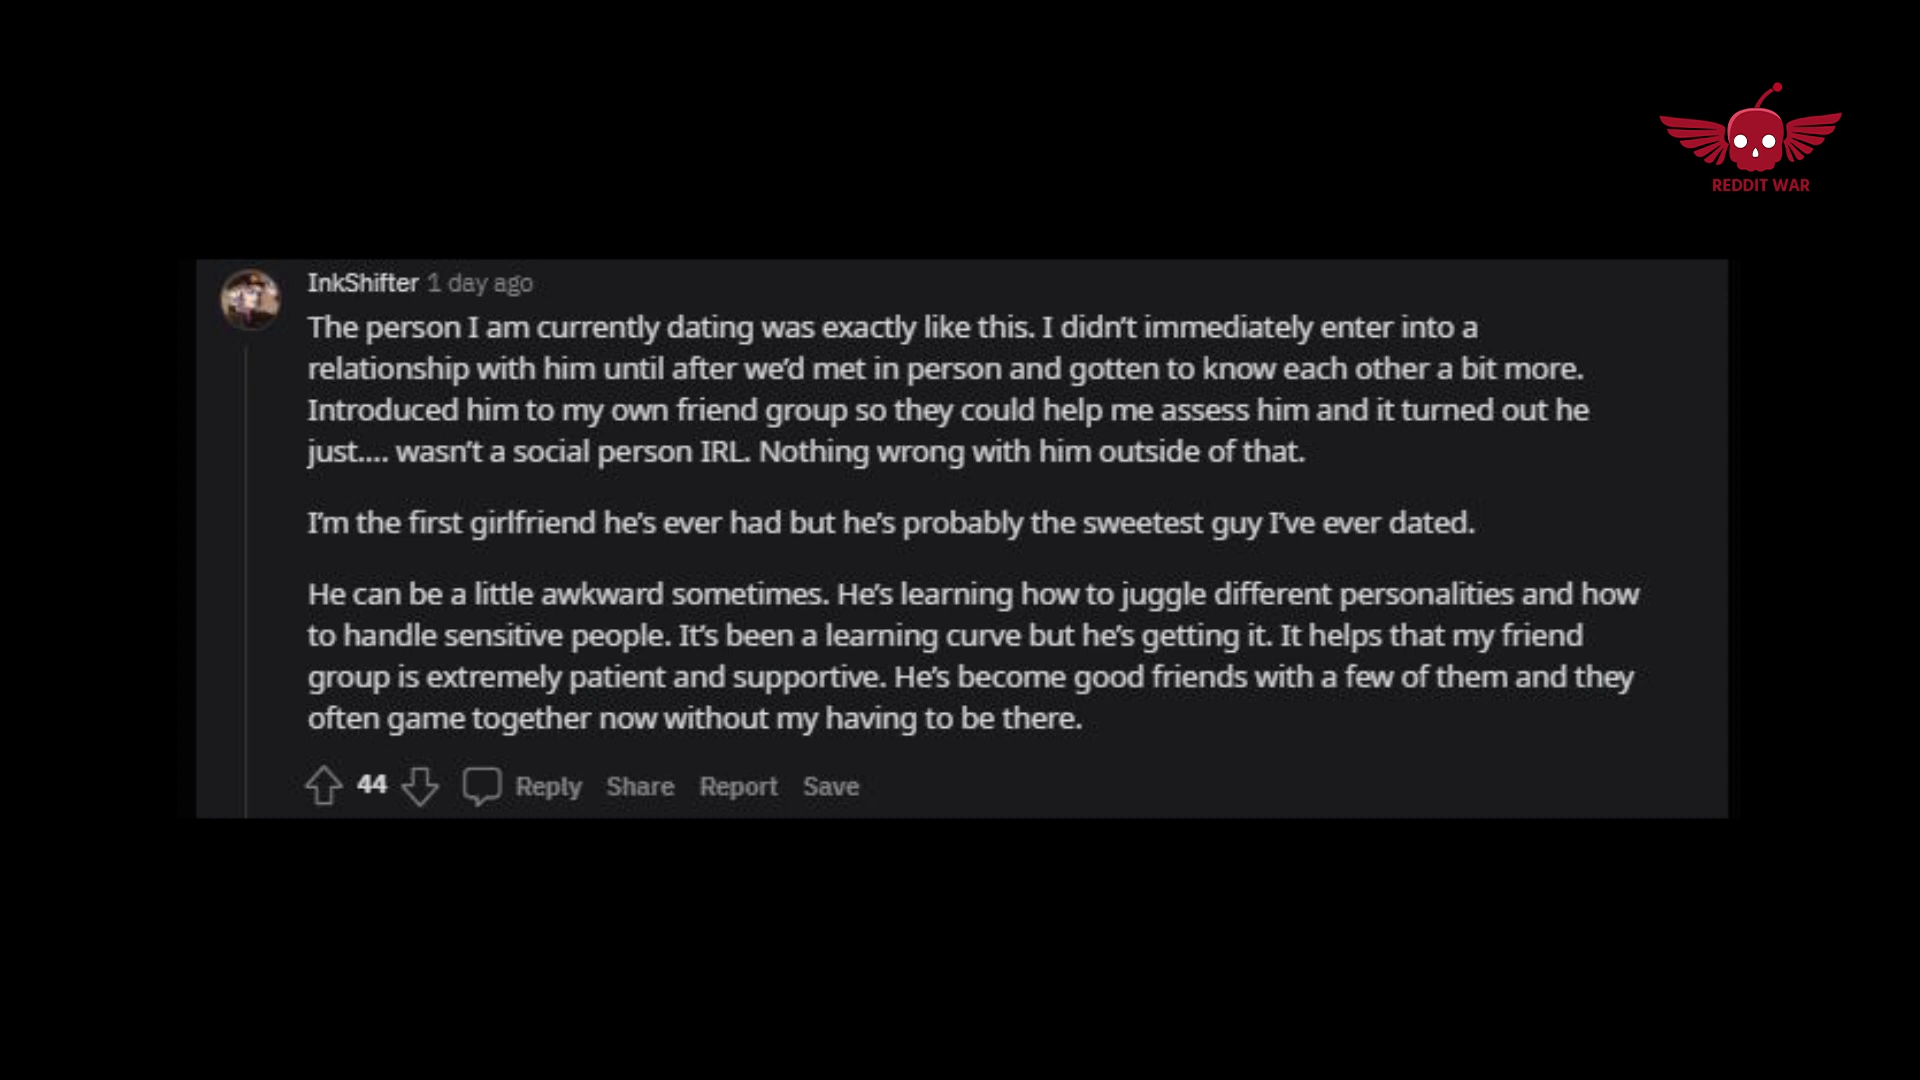 REDDIT WAR
InkShifter 1 day ago
The person I am currently dating was exactly like this. I didn't immediately enter into a
relationship with him until after we'd met in person and gotten to know each other a bit more.
Introduced him to my own friend group so they could help me assess him and it turned out he
just.... wasn't a social person IRL. Nothing wrong with him outside of that.
I'm the first girlfriend he's ever had but he's probably the sweetest guy I've ever dated.
He can be a little awkward sometimes. He's learning how to juggle different personalities and how
to handle sensitive people. It's been a learning curve but he's getting it. It helps that my friend
group is extremely patient and supportive. He's become good friends with a few of them and they
often game together now without my having to be there.
44 Reply Share Report Save